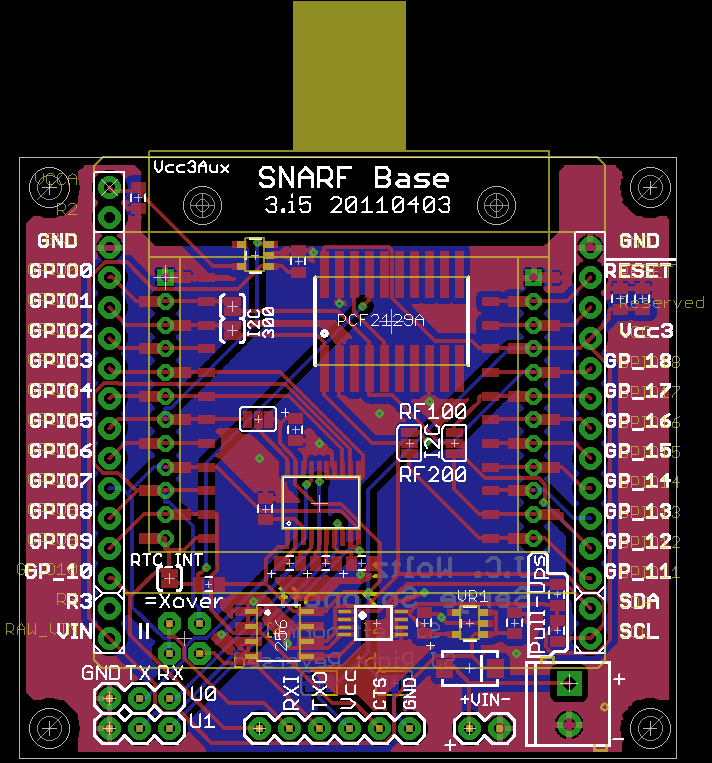 Vcc3Aux
SNARF Base
3.i5 20110403
R2
GND
GPIO0
GPIO1
GPIO2
GPIO3
GPIO4
GPIO5
GPIO6
GPIO7
GPIO8
GPIO9
GP_10
R3
VIN
GND
RESET
Reserved
Vcc3
GP_18
GP_17
GP_16
GP_15
GP_14
GP_13
GP_12
GP_11
SDA
SCL
I2C
300
PCF2129A
RF100
I2C
RF200
RTC_INT
=Xover
II
256
VR1
Pull-Ups
GND TX RX
U0
U1
RXI
TXO
VCC
CTS
GND
+VIN-
+
+
-